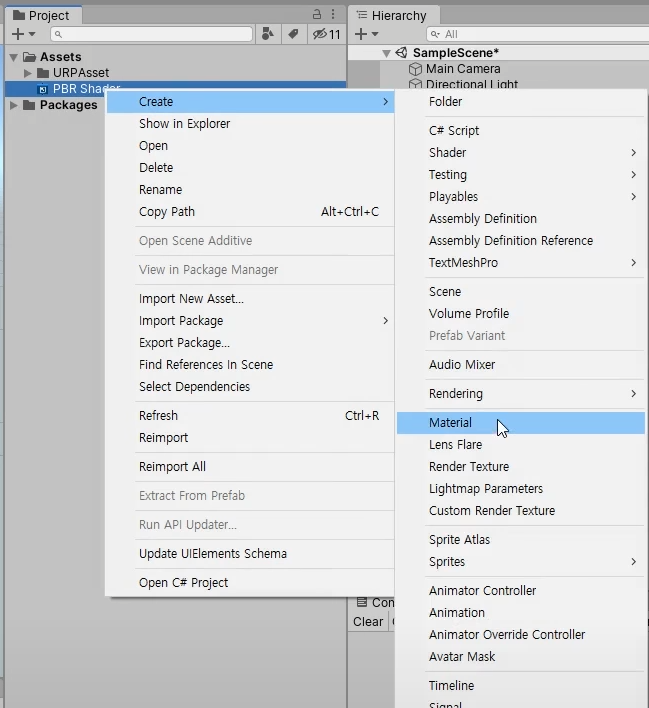 Project
11
Assets
URPAsset
PBR Shader
Packages
Create
Show in Explorer
Open
Delete
Rename
Copy Path Alt+Ctrl+C
Open Scene Additive
View in Package Manager
Import New Asset...
Import Package
Export Package...
Find References In Scene
Select Dependencies
Refresh Ctrl+R
Reimport
Reimport All
Extract From Prefab
Run API Updater...
Update UIElements Schema
Open C# Project
Hierarchy
All
SampleScene*
Main Camera
Directional Light
Folder
C# Script
Shader
Testing
Playables
Assembly Definition
Assembly Definition Reference
TextMeshPro
Scene
Volume Profile
Prefab Variant
Audio Mixer
Rendering
Material
Lens Flare
Render Texture
Lightmap Parameters
Custom Render Texture
Sprite Atlas
Sprites
Animator Controller
Animation
Animator Override Controller
Avatar Mask
Timeline
Signal
Con
Clear